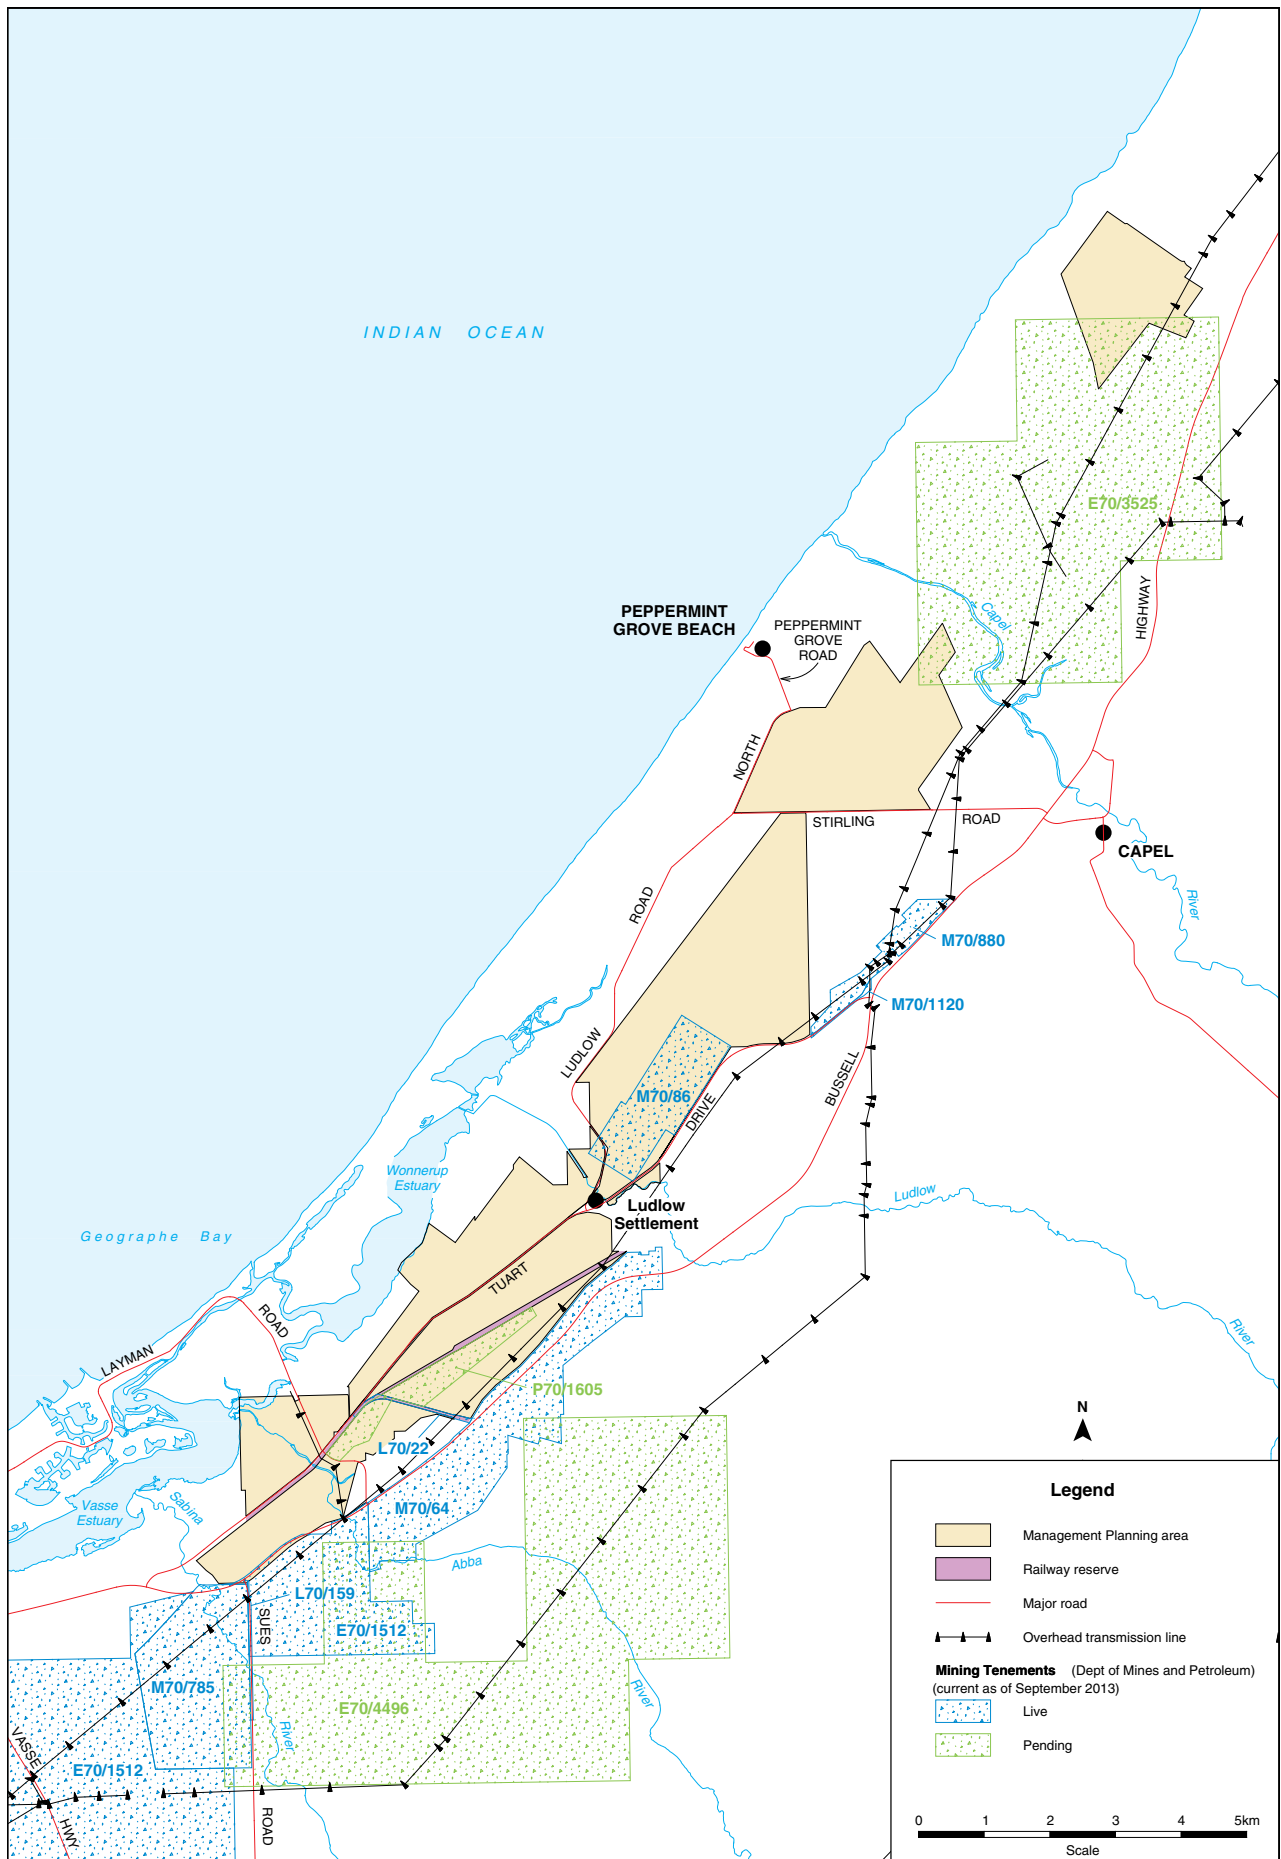 INDIAN OCEAN
E70/3525
Capel
HIGHWAY
PEPPERMINT
GROVE BEACH
PEPPERMINT
GROVE
ROAD
NORTH
STIRLING
ROAD
CAPEL
River
ROAD
M70/880
M70/1120
LUDLOW
BUSSELL
M70/86
DRIVE
Wonnerup
Estuary
Ludlow
Ludlow
Settlement
Geographe Bay
TUART
ROAD
River
LAYMAN
P70/1605
L70/22
N
Sabina
Vasse
Estuary
M70/64
Abba
L70/159
SUES
E70/1512
River
M70/785
E70/4496
River
VASSE
E70/1512
HWY
ROAD
Legend
Management Planning area
Railway reserve
Major road
Overhead transmission line
Mining Tenements (Dept of Mines and Petroleum)
(current as of September 2013)
Live
Pending
0 1 2 3 4 5km
Scale